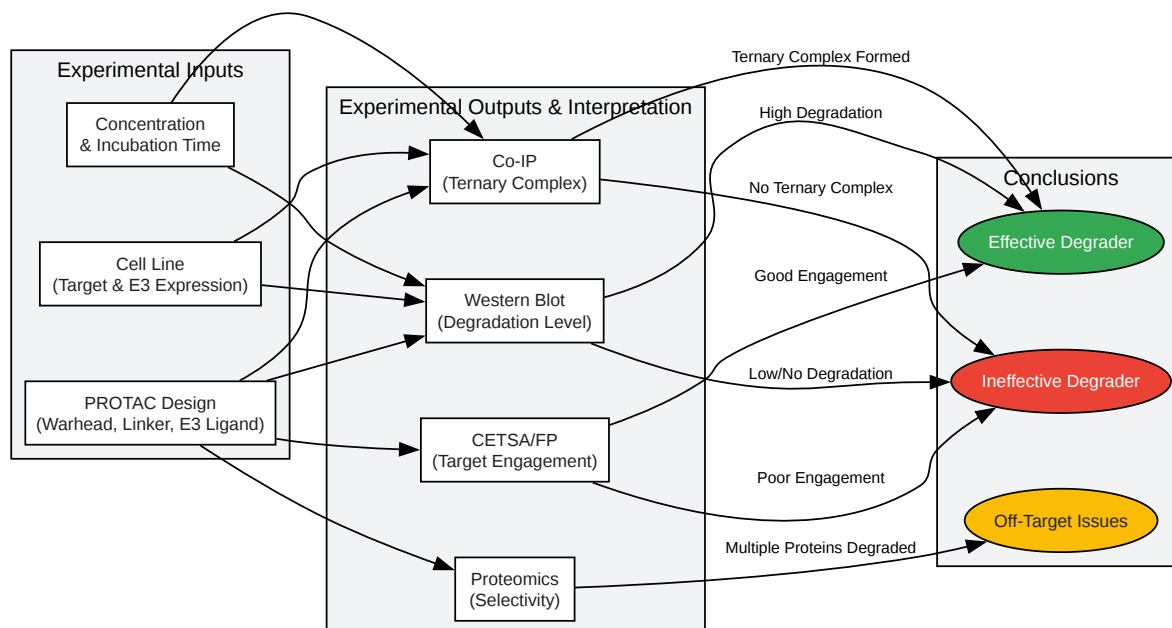 Experimental Inputs
Concentration
& Incubation Time
Cell Line
(Target & E3 Expression)
PROTAC Design
(Warhead, Linker, E3 Ligand)
Experimental Outputs & Interpretation
Co-IP
(Ternary Complex)
Western Blot
(Degradation Level)
CETSA/FP
(Target Engagement)
Proteomics
(Selectivity)
Ternary Complex Formed
High Degradation
No Ternary Complex
Good Engagement
Low/No Degradation
Poor Engagement
Multiple Proteins Degraded
Conclusions
Effective Degrader
Ineffective Degrader
Off-Target Issues